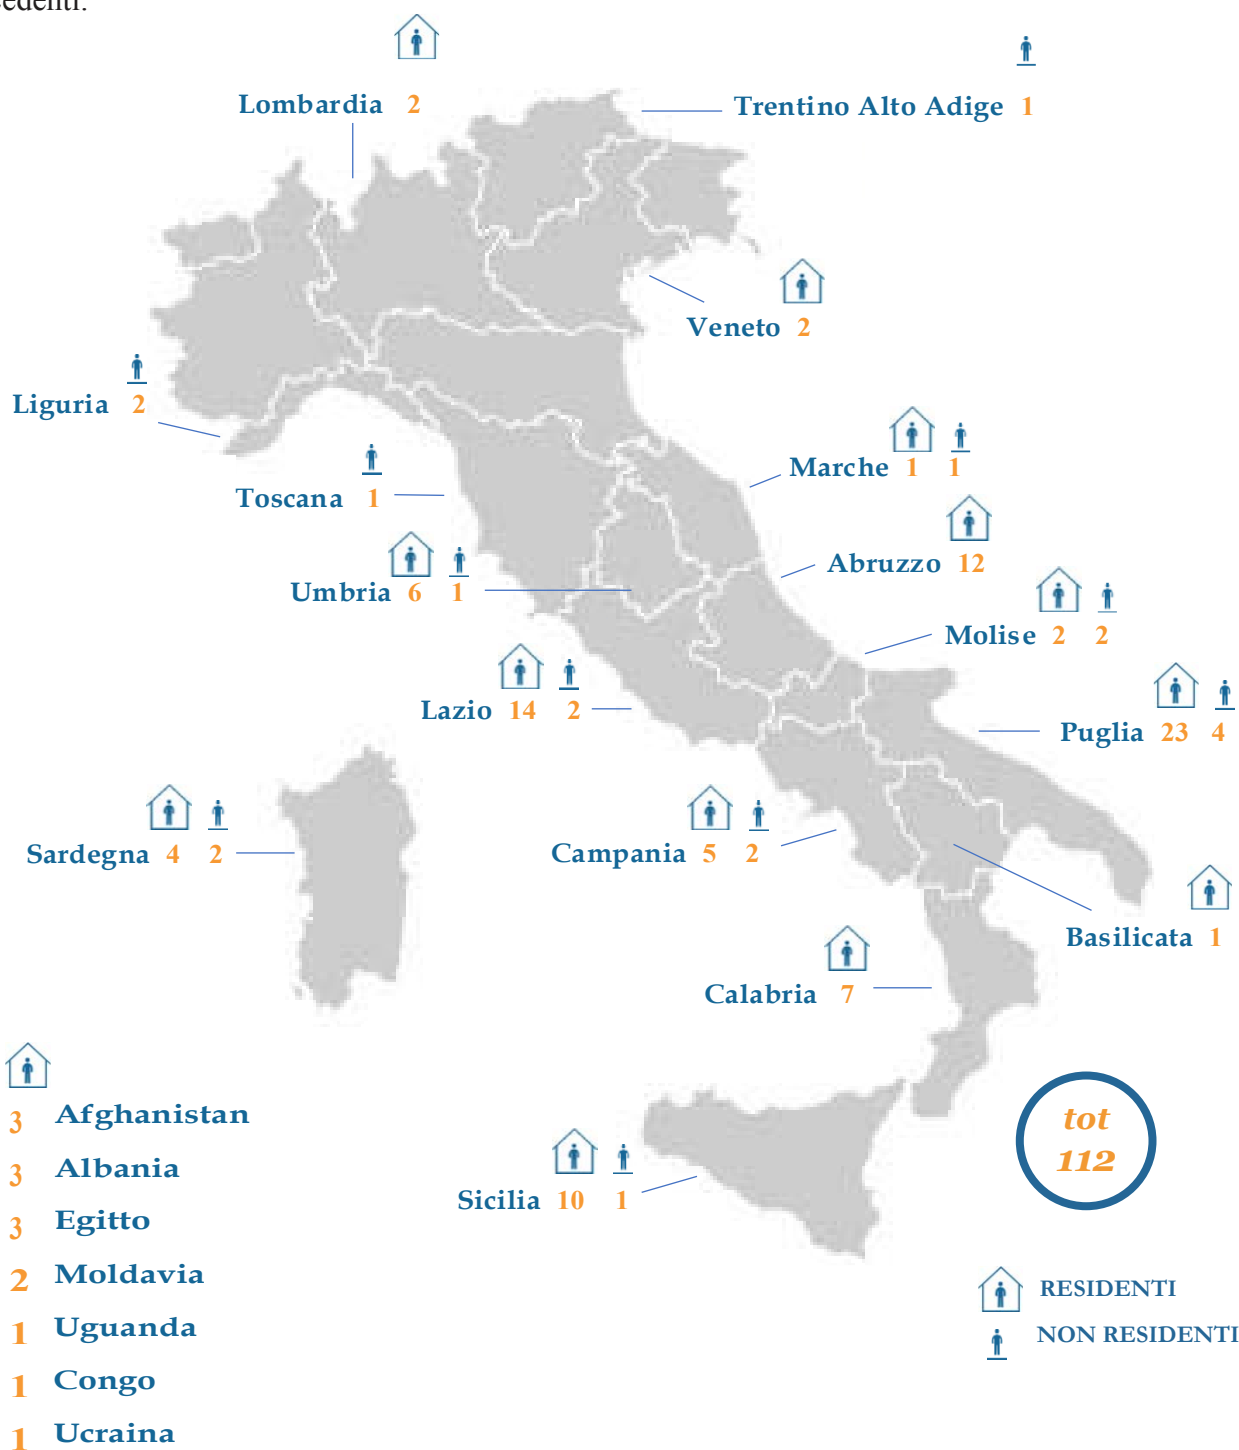 edenti.
Lombardia 2
Trentino Alto Adige 1
Veneto 2
Liguria 2
Marche 1 1
Toscana 1
Abruzzo 12
Umbria 6 1
Molise 2 2
Lazio 14 2
Puglia 23 4
Sardegna 4 2
Campania 5 2
Basilicata 1
Calabria 7
3 Afghanistan
3 Albania
3 Egitto
2 Moldavia
1 Uguanda
1 Congo
1 Ucraina
Sicilia 10 1
tot
112
RESIDENTI
NON RESIDENTI